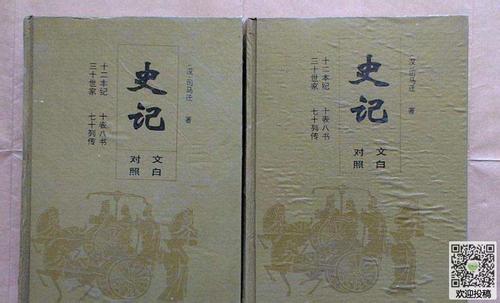 史记
(汉)司马迁 著
十二本纪 十表八书
三十世家 七十列传
文白
对照
史记
(汉)司马迁 著
十二本纪 十表八书
三十世家 七十列传
文白
对照
欢迎投稿